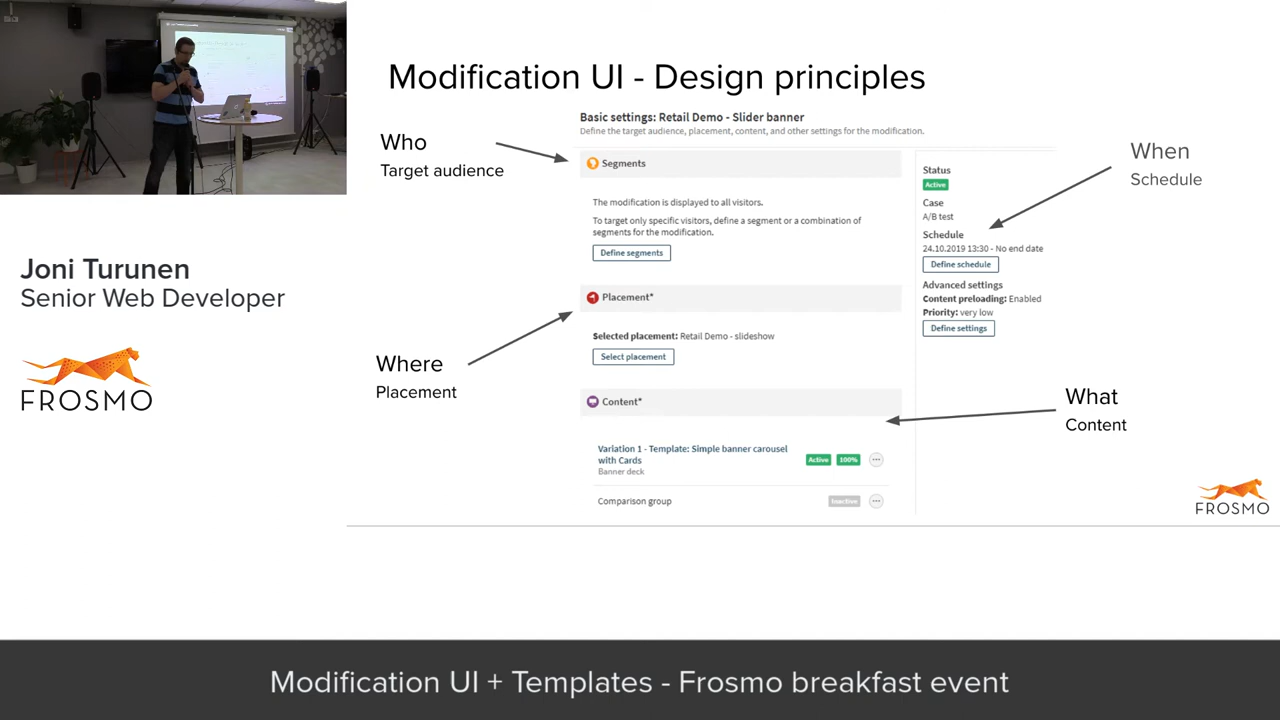 Modification UI - Design principles
Joni Turunen
Senior Web Developer
FROSMO
Who
Target audience
Where
Placement
Basic settings: Retail Demo - Slider banner
Define the target audience, placement, content, and other settings for the modification.
Segments
The modification is displayed to all visitors.
To target only specific visitors, define a segment or a combination of
segments for the modification.
Define segments
Placement*
Selected placement: Retail Demo - slideshow
Select placement
Content*
Variation 1 - Template: Simple banner carousel
with Cards
Banner deck
Active 100%
Comparison group
Inactive
Status
Active
Case
A/B test
Schedule
24.10.2019 13:30 - No end date
Define schedule
Advanced settings
Content preloading: Enabled
Priority: very low
Define settings
When
Schedule
What
Content
FROSMO
Modification UI + Templates - Frosmo breakfast event